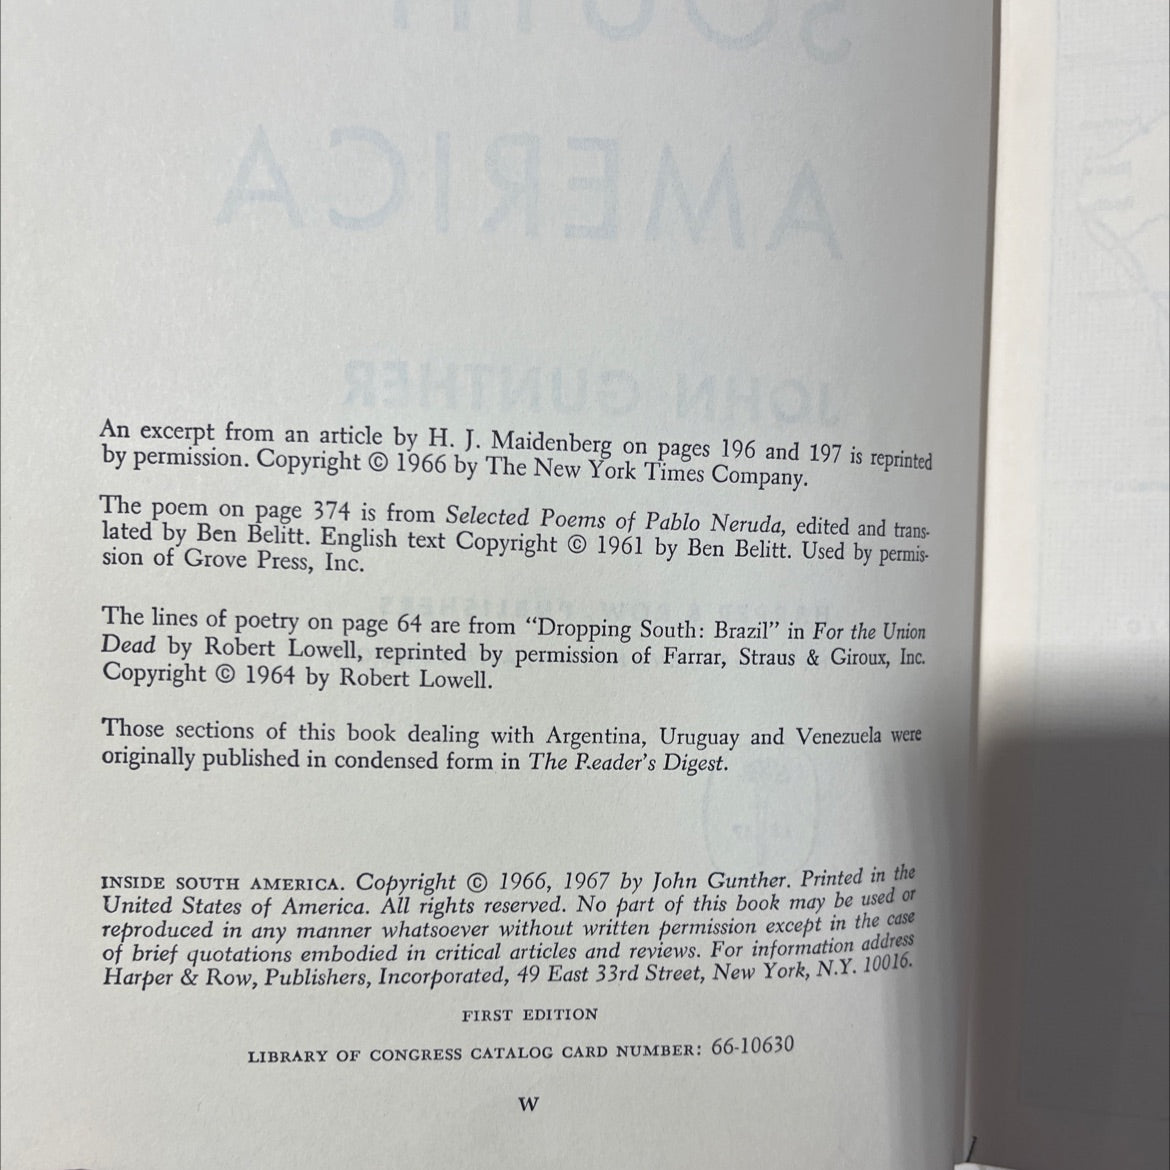 An excerpt from an article by H. J. Maidenberg on pages 196 and 197 is reprinted
by permission. Copyright © 1966 by The New York Times Company.
The poem on page 374 is from Selected Poems of Pablo Neruda, edited and trans-
lated by Ben Belitt. English text Copyright © 1961 by Ben Belitt. Used by permis-
sion of Grove Press, Inc.
The lines of poetry on page 64 are from “Dropping South: Brazil” in For the Union
Dead by Robert Lowell, reprinted by permission of Farrar, Straus & Giroux, Inc.
Copyright © 1964 by Robert Lowell.
Those sections of this book dealing with Argentina, Uruguay and Venezuela were
originally published in condensed form in The Reader's Digest.
INSIDE SOUTH AMERICA. Copyright © 1966, 1967 by John Gunther. Printed in the
United States of America. All rights reserved. No part of this book may be used or
reproduced in any manner whatsoever without written permission except in the case
of brief quotations embodied in critical articles and reviews. For information address
Harper & Row, Publishers, Incorporated, 49 East 33rd Street, New York, N.Y. 10016.
FIRST EDITION
LIBRARY OF CONGRESS CATALOG CARD NUMBER: 66-10630
W